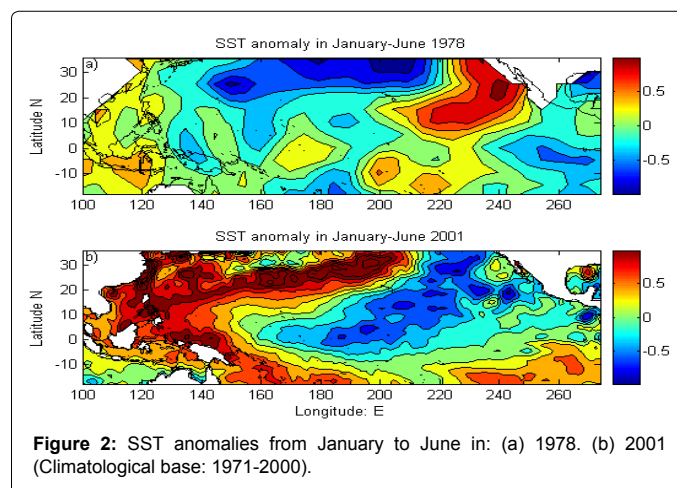 SST anomaly in January-June 1978
a)
Latitude N
30
20
10
0
-10
100 120 140 160 180 200 220 240 260
0.5
0
-0.5
SST anomaly in January-June 2001
b)
Latitude N
30
20
10
0
-10
100 120 140 160 180 200 220 240 260
Longitude: E
0.5
0
-0.5
Figure 2: SST anomalies from January to June in: (a) 1978. (b) 2001
(Climatological base: 1971-2000).